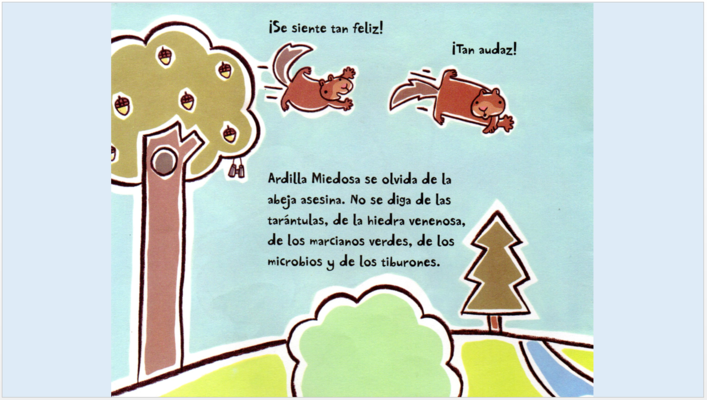 ¡Se siente tan feliz!
¡Tan audaz!
Ardilla Miedosa se olvida de la
abeja asesina. No se diga de las
tarántulas, de la hiedra venenosa,
de los marcianos verdes, de los
microbios y de los tiburones.